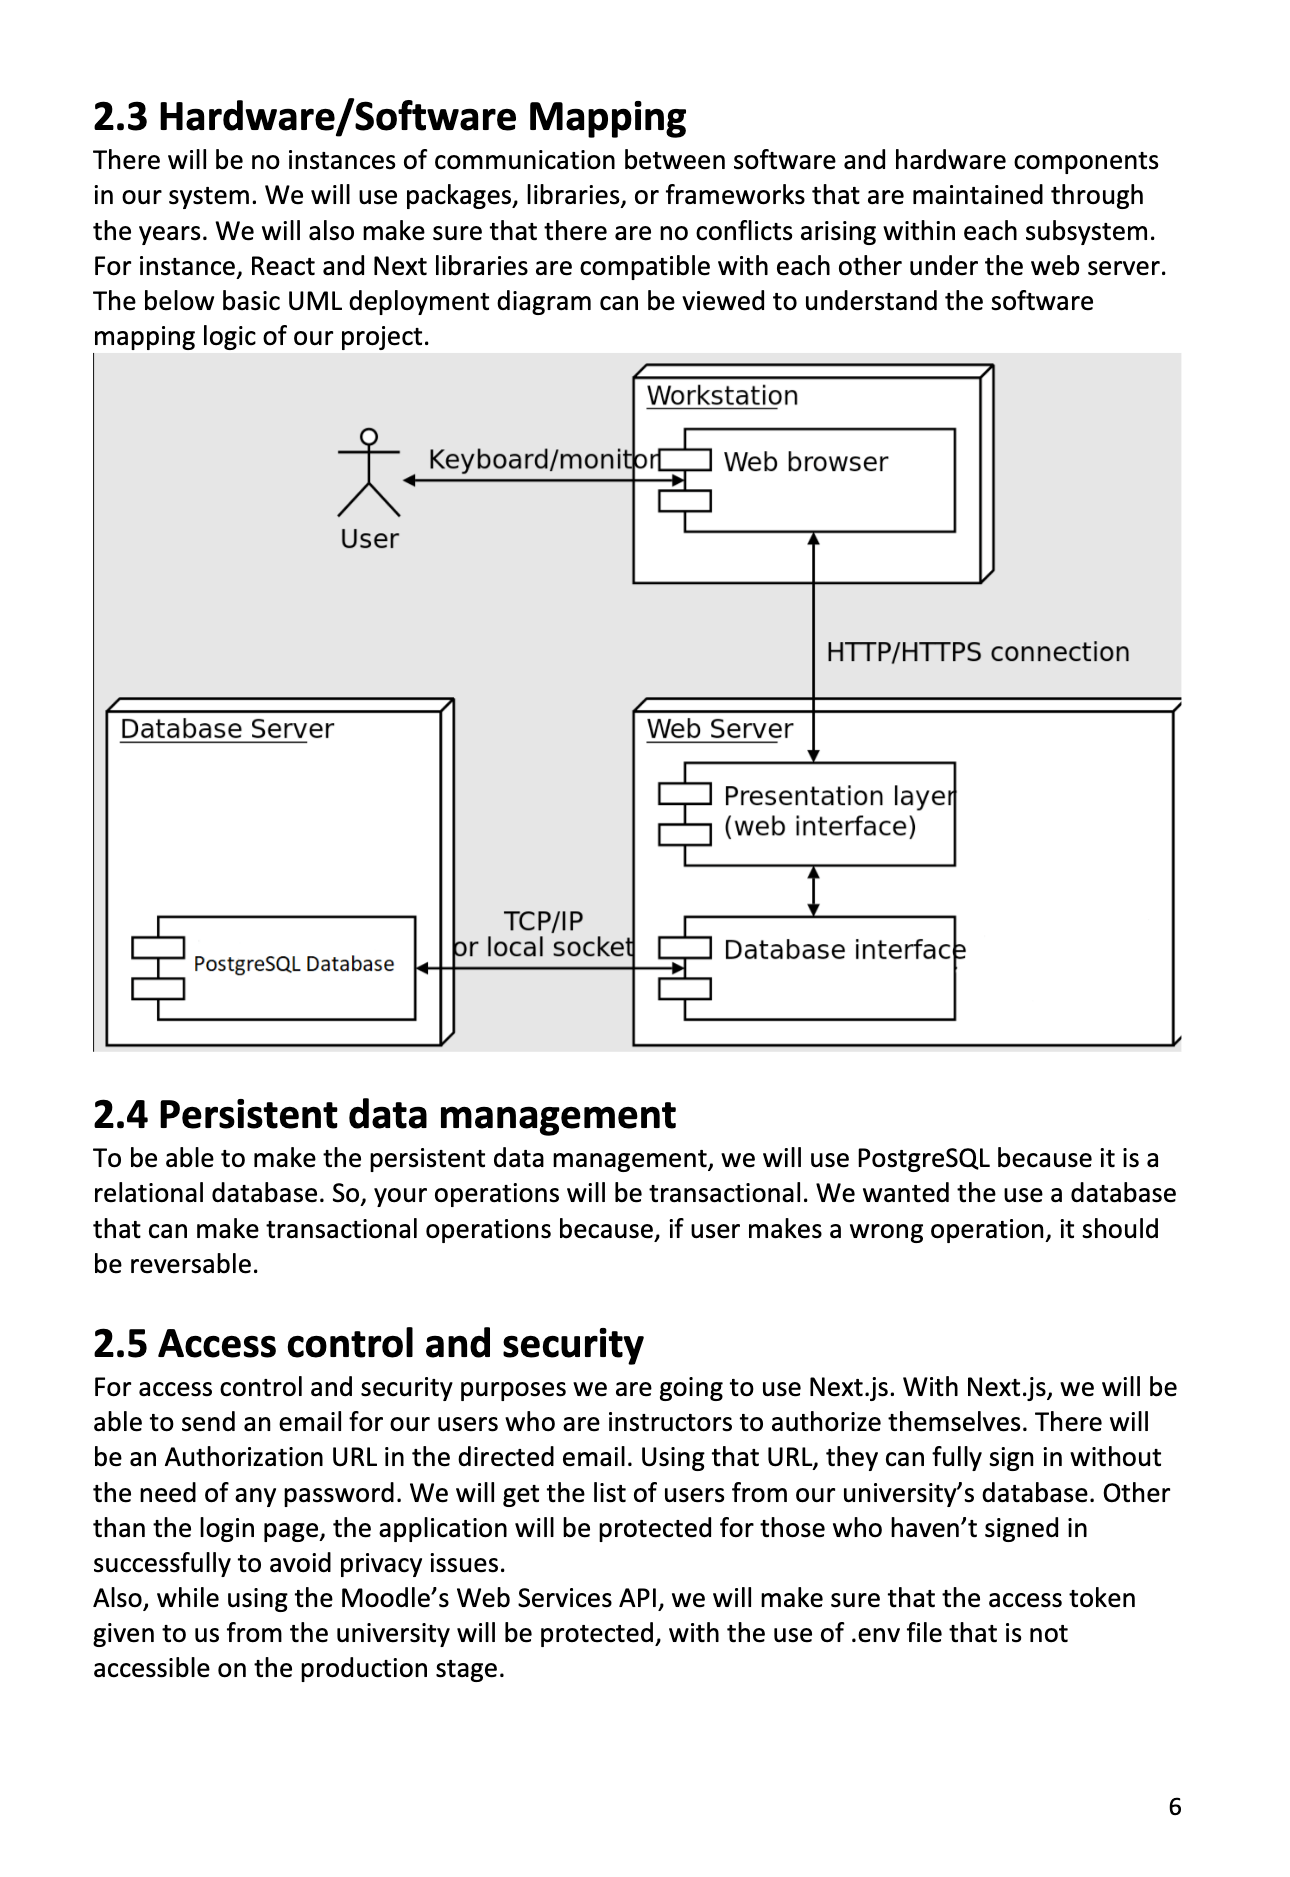 2.3 Hardware/Software Mapping
There will be no instances of communication between software and hardware components
in our system. We will use packages, libraries, or frameworks that are maintained through
the years. We will also make sure that there are no conflicts arising within each subsystem.
For instance, React and Next libraries are compatible with each other under the web server.
The below basic UML deployment diagram can be viewed to understand the software
mapping logic of our project.
Workstation
Keyboard/monitor
Web browser
User
HTTP/HTTPS connection
Database Server
Web Server
Presentation layer
(web interface)
TCP/IP
or local socket
Database interface
PostgreSQL Database
2.4 Persistent data management
To be able to make the persistent data management, we will use PostgreSQL because it is a
relational database. So, your operations will be transactional. We wanted the use a database
that can make transactional operations because, if user makes a wrong operation, it should
be reversable.
2.5 Access control and security
For access control and security purposes we are going to use Next.js. With Next.js, we will be
able to send an email for our users who are instructors to authorize themselves. There will
be an Authorization URL in the directed email. Using that URL, they can fully sign in without
the need of any password. We will get the list of users from our university’s database. Other
than the login page, the application will be protected for those who haven’t signed in
successfully to avoid privacy issues.
Also, while using the Moodle’s Web Services API, we will make sure that the access token
given to us from the university will be protected, with the use of .env file that is not
accessible on the production stage.
6